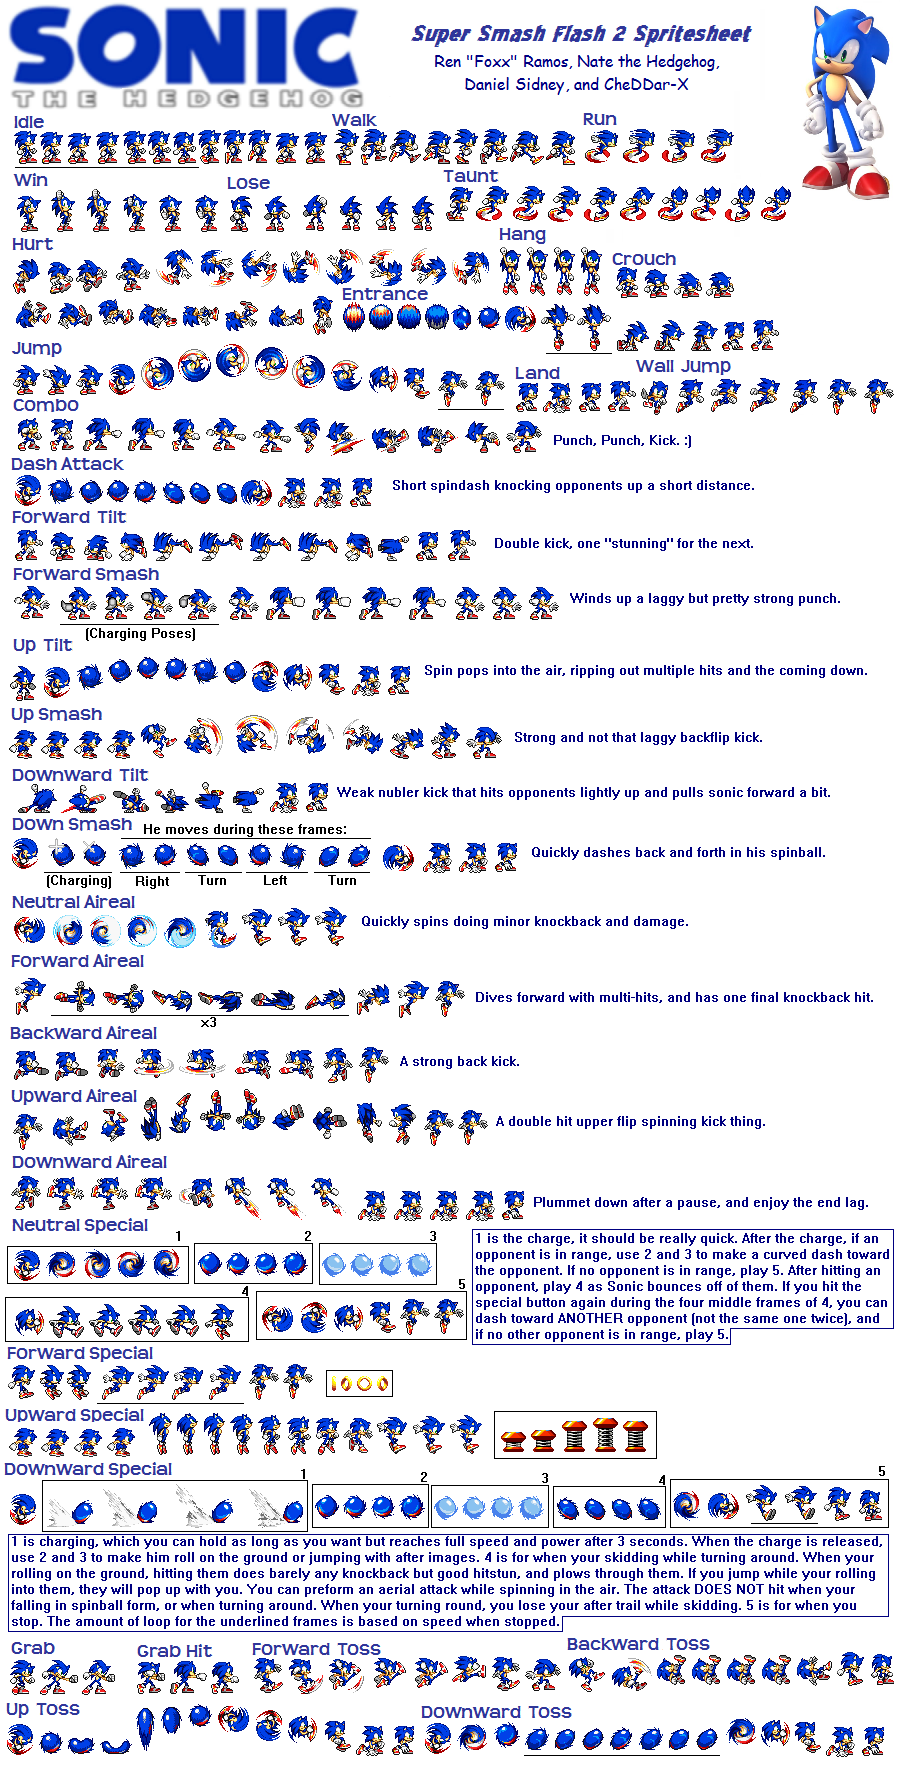 SONIC
THE HEDGEHOG
Super Smash Flash 2 Spritesheet
Ren "Foxx" Ramos, Nate the Hedgehog,
Daniel Sidney, and CheDDar-X
Idle
Walk
Run
Win
Lose
Taunt
Hurt
Hang
Crouch
Entrance
Jump
Land
Wall Jump
Combo
Punch, Punch, Kick. :)
Dash Attack
Short spindash knocking opponents up a short distance.
Forward Tilt
Double kick, one "stunning" for the next.
Forward Smash
Winds up a laggy but pretty strong punch.
(Charging Poses)
Up Tilt
Spin pops into the air, ripping out multiple hits and the coming down.
Up Smash
Strong and not that laggy backflip kick.
Downward Tilt
Weak nubler kick that hits opponents lightly up and pulls sonic forward a bit.
Down Smash
He moves during these frames:
Quickly dashes back and forth in his spinball.
(Charging)
Right
Turn
Left
Turn
Neutral Aireal
Quickly spins doing minor knockback and damage.
Forward Aireal
Dives forward with multi-hits, and has one final knockback hit.
x3
Backward Aireal
A strong back kick.
Upward Aireal
A double hit upper flip spinning kick thing.
Downward Aireal
Plummet down after a pause, and enjoy the end lag.
Neutral Special
1
2
3
4
5
1 is the charge, it should be really quick. After the charge, if an
opponent is in range, use 2 and 3 to make a curved dash toward
the opponent. If no opponent is in range, play 5. After hitting an
opponent, play 4 as Sonic bounces off of them. If you hit the
special button again during the four middle frames of 4, you can
dash toward ANOTHER opponent (not the same one twice), and
if no other opponent is in range, play 5.
Forward Special
Upward Special
Downward Special
1
2
3
4
5
1 is charging, which you can hold as long as you want but reaches full speed and power after 3 seconds. When the charge is released,
use 2 and 3 to make him roll on the ground or jumping with after images. 4 is for when your skidding while turning around. When your
rolling on the ground, hitting them does barely any knockback but good hitstun, and plows through them. If you jump while your rolling
into them, they will pop up with you. You can preform an aerial attack while spinning in the air. The attack DOES NOT hit when your
falling in spinball form, or when turning around. When your turning round, you lose your after trail while skidding. 5 is for when you
stop. The amount of loop for the underlined frames is based on speed when stopped.
Grab
Grab Hit
Forward Toss
Backward Toss
Up Toss
Downward Toss